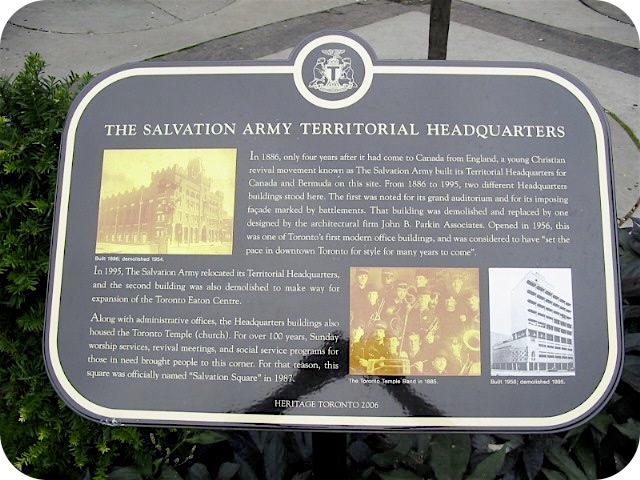 THE SALVATION ARMY TERRITORIAL HEADQUARTERS
In 1886, only four years after it had come to Canada from England, a young Christian
revival movement known as The Salvation Army built its Territorial Headquarters for
Canada and Bermuda on this site. From 1886 to 1995, two different Headquarters
buildings stood here. The first was noted for its grand auditorium and for its imposing
façade marked by battlements. That building was demolished and replaced by one
designed by the architectural firm John B. Parkin Associates. Opened in 1956, this
was one of Toronto's first modern office buildings, and was considered to have "set the
pace in downtown Toronto for style for many years to come".
Built 1886; demolished 1954.
In 1995, The Salvation Army relocated its Territorial Headquarters,
and the second building was also demolished to make way for
expansion of the Toronto Eaton Centre.
Along with administrative offices, the Headquarters buildings also
housed the Toronto Temple (church). For over 100 years, Sunday
worship services, revival meetings, and social service programs for
those in need brought people to this corner. For that reason, this
square was officially named "Salvation Square" in 1987.
The Toronto Temple Band in 1885.
Built 1956; demolished
HERITAGE TORONTO 2006